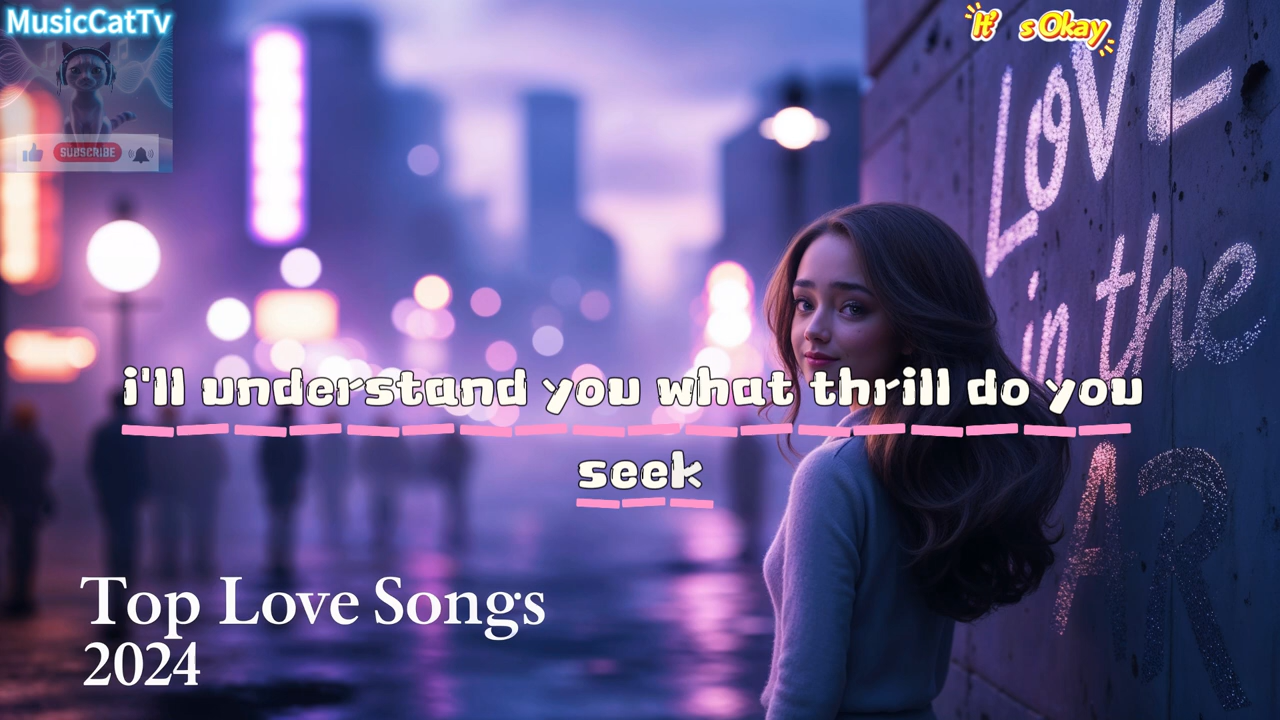 MusicCatTv
It's Okay
SUBSCRIBE
LOVE
in the
AR
i'll understand you what thrill do you
seek
Top Love Songs
2024